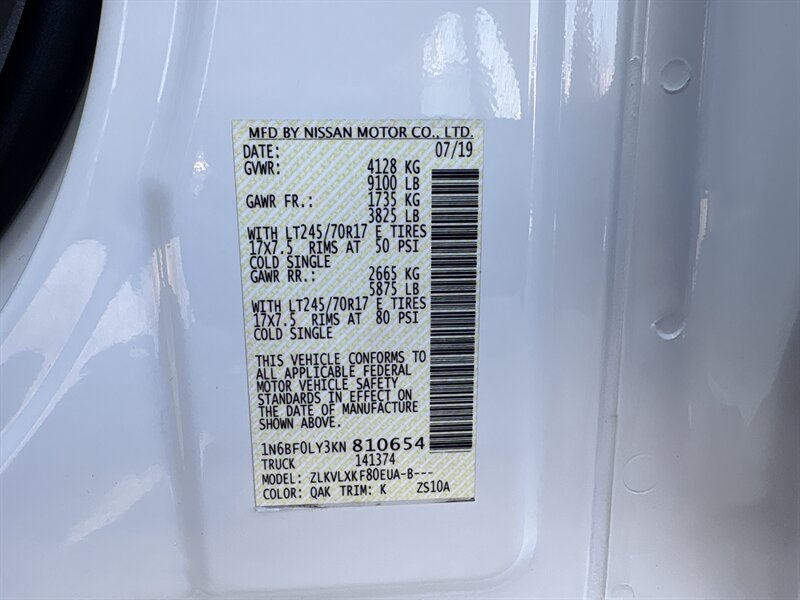 MFD BY NISSAN MOTOR CO., LTD.
DATE: 07/19
GVWR: 4128 KG
9100 LB
GAWR FR.: 1735 KG
3825 LB
WITH LT245/70R17 E TIRES
17X7.5 RIMS AT 50 PSI
COLD SINGLE
GAWR RR.: 2665 KG
5875 LB
WITH LT245/70R17 E TIRES
17X7.5 RIMS AT 80 PSI
COLD SINGLE
THIS VEHICLE CONFORMS TO
ALL APPLICABLE FEDERAL
MOTOR VEHICLE SAFETY
STANDARDS IN EFFECT ON
THE DATE OF MANUFACTURE
SHOWN ABOVE.
1N6BF0LY3KN 810654
TRUCK 141374
MODEL: ZLKVLXKF80EUA-B---
COLOR: QAK TRIM: K ZS10A